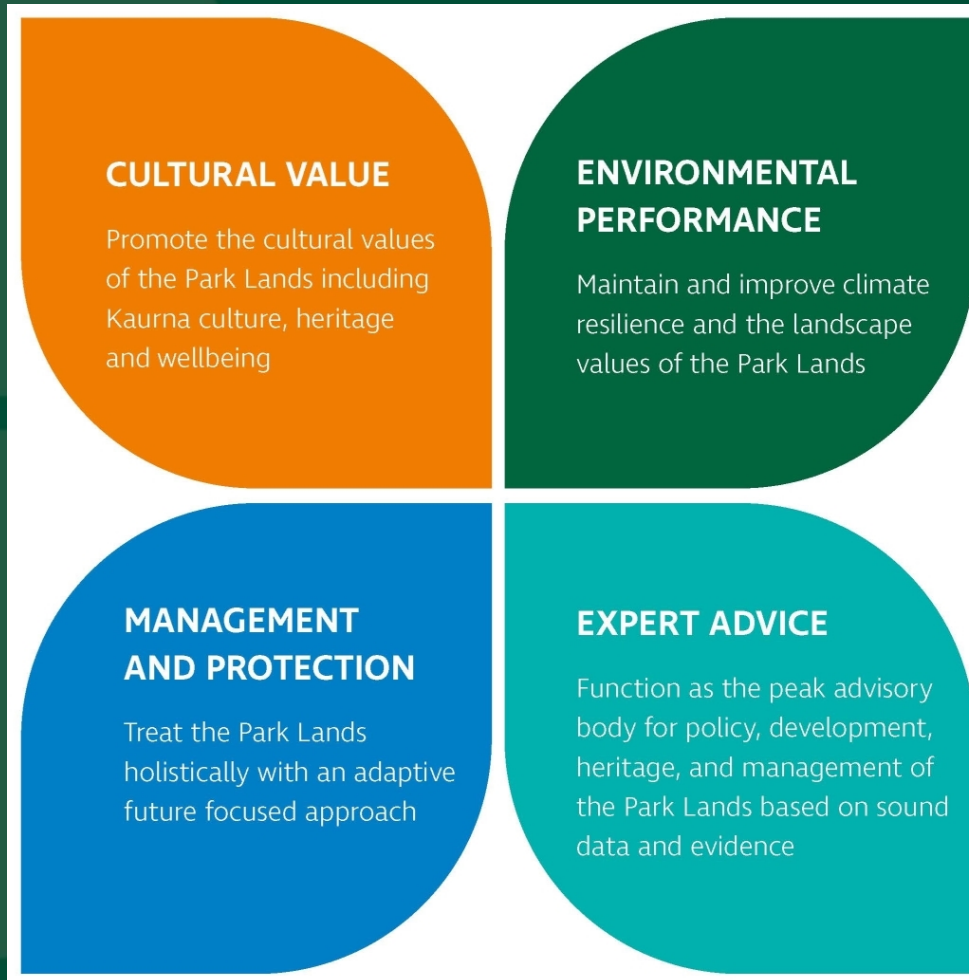 CULTURAL VALUE
Promote the cultural values
of the Park Lands including
Kaurna culture, heritage
and wellbeing
ENVIRONMENTAL
PERFORMANCE
Maintain and improve climate
resilience and the landscape
values of the Park Lands
MANAGEMENT
AND PROTECTION
Treat the Park Lands
holistically with an adaptive
future focused approach
EXPERT ADVICE
Function as the peak advisory
body for policy, development,
heritage, and management of
the Park Lands based on sound
data and evidence